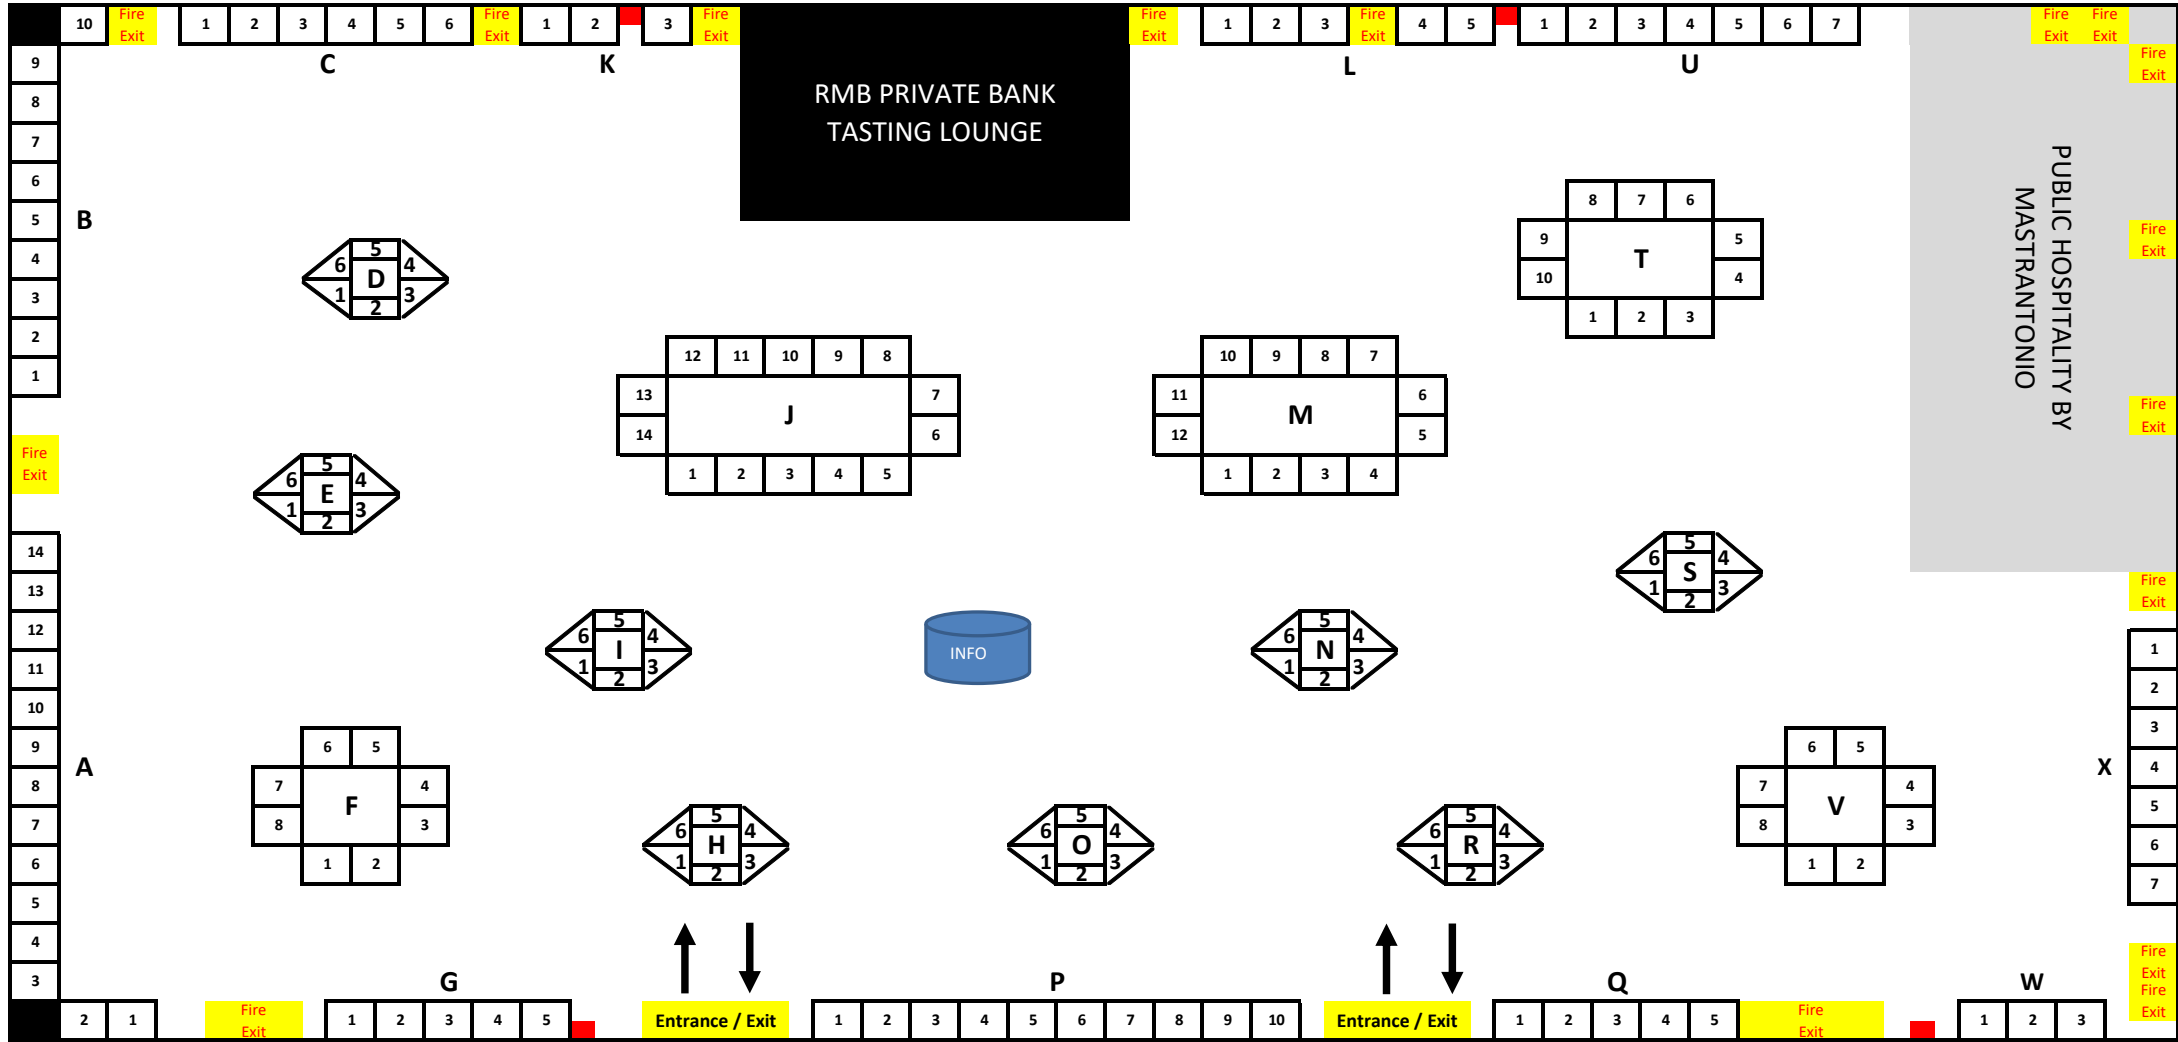 10 Fire Exit 1 2 3 4 5 6 Fire Exit 1 2 3 Fire Exit Fire Exit 1 2 3 Fire Exit 4 5 1 2 3 4 5 6 7 Fire Exit Fire Exit
C K L U
Fire Exit
RMB PRIVATE BANK
TASTING LOUNGE
PUBLIC HOSPITALITY BY
MASTRANTONIO
9
8
7
6
5
4
3
2
1
B
Fire
Exit
14
13
12
11
10
9
8
7
6
5
4
3
A
5
6 D 4
1 2 3
5
6 E 4
1 2 3
12 11 10 9 8
13 J 7
14 6
1 2 3 4 5
10 9 8 7
11 M 6
12 5
1 2 3 4
8 7 6
9 T 5
10 4
1 2 3
Fire
Exit
Fire
Exit
Fire
Exit
5
6 S 4
1 2 3
5
6 I 4
1 2 3
INFO
5
6 N 4
1 2 3
6 5
7 F 4
8 3
1 2
5
6 H 4
1 2 3
5
6 O 4
1 2 3
5
6 R 4
1 2 3
6 5
7 V 4
8 3
1 2
1
2
3
X 4
5
6
7
Fire
Exit
Fire
Exit
G P Q W
2 1 Fire Exit 1 2 3 4 5 Entrance / Exit 1 2 3 4 5 6 7 8 9 10 Entrance / Exit 1 2 3 4 5 Fire Exit 1 2 3